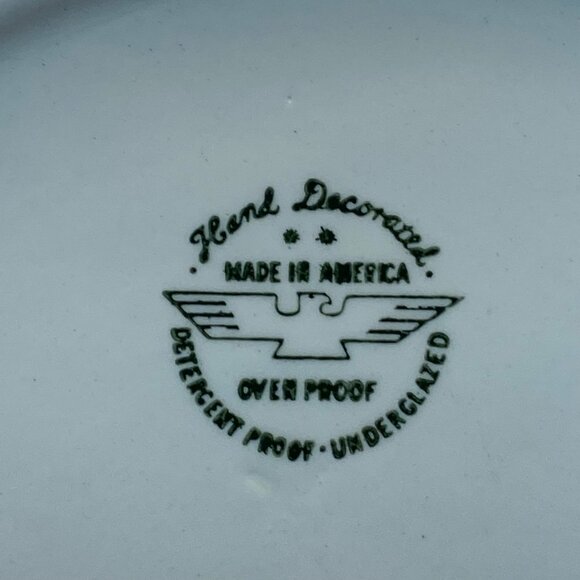 · Hand Decorated ·
MADE IN AMERICA
OVEN PROOF
DETERGENT PROOF · UNDERGLAZED